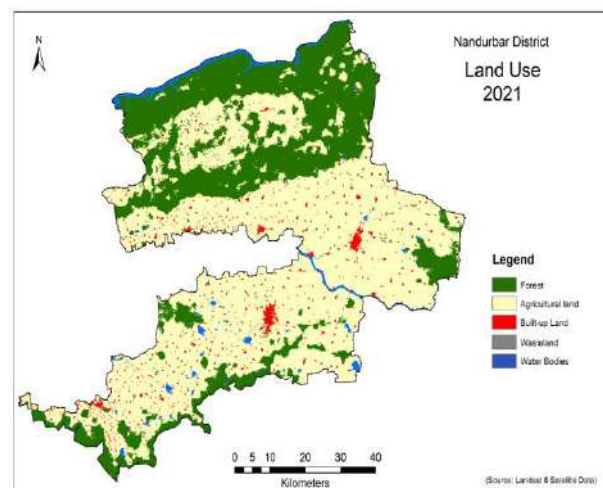 Nandurbar District
Land Use
2021
N
Legend
Forest
Agricultural land
Built-up Land
Wasteland
Water Bodies
0 5 10 20 30 40
Kilometers
(Source: Landsat 8 Satellite Data)